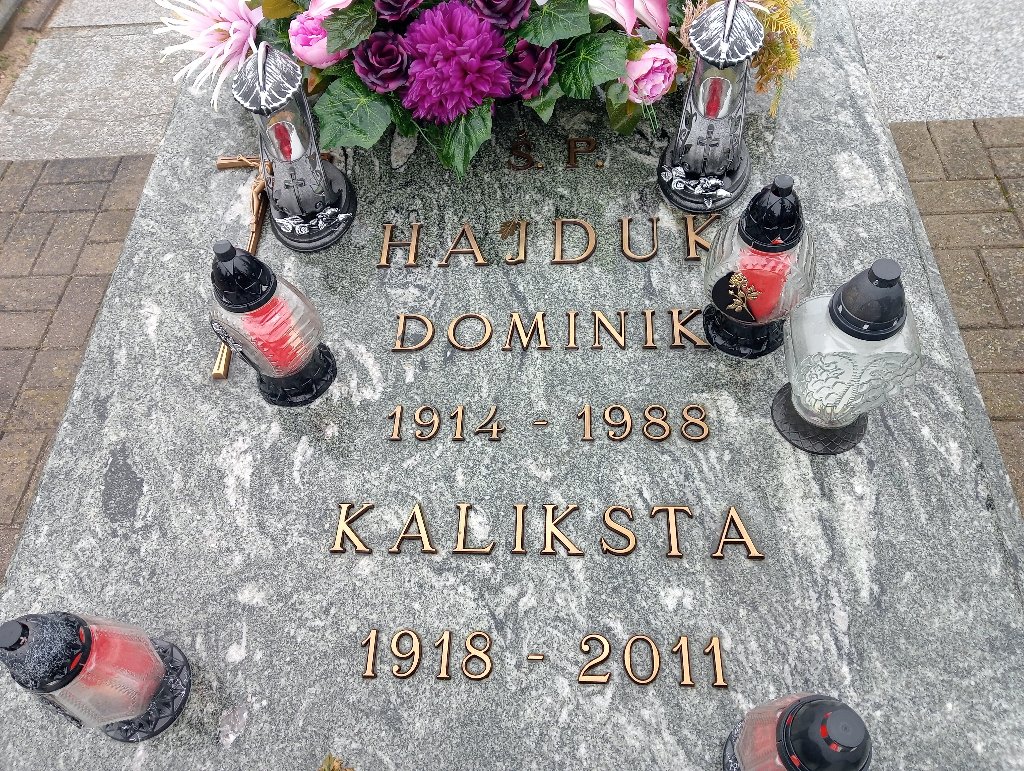 Ś. P.
HAJDUK
DOMINIK
1914 - 1988
KALIKSTA
1918 - 2011